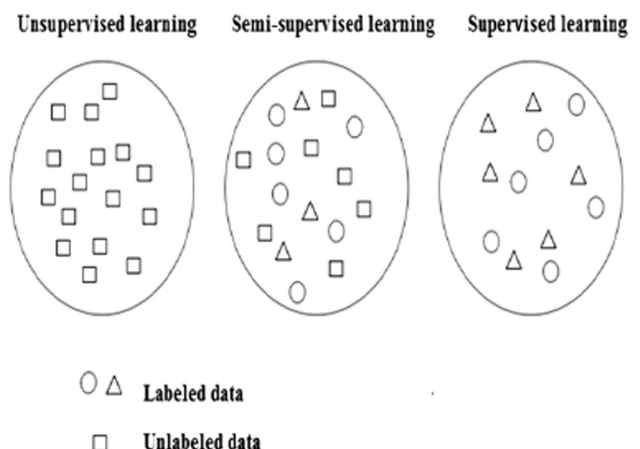 Unsupervised learning
Semi-supervised learning
Supervised learning
Labeled data
Unlabeled data